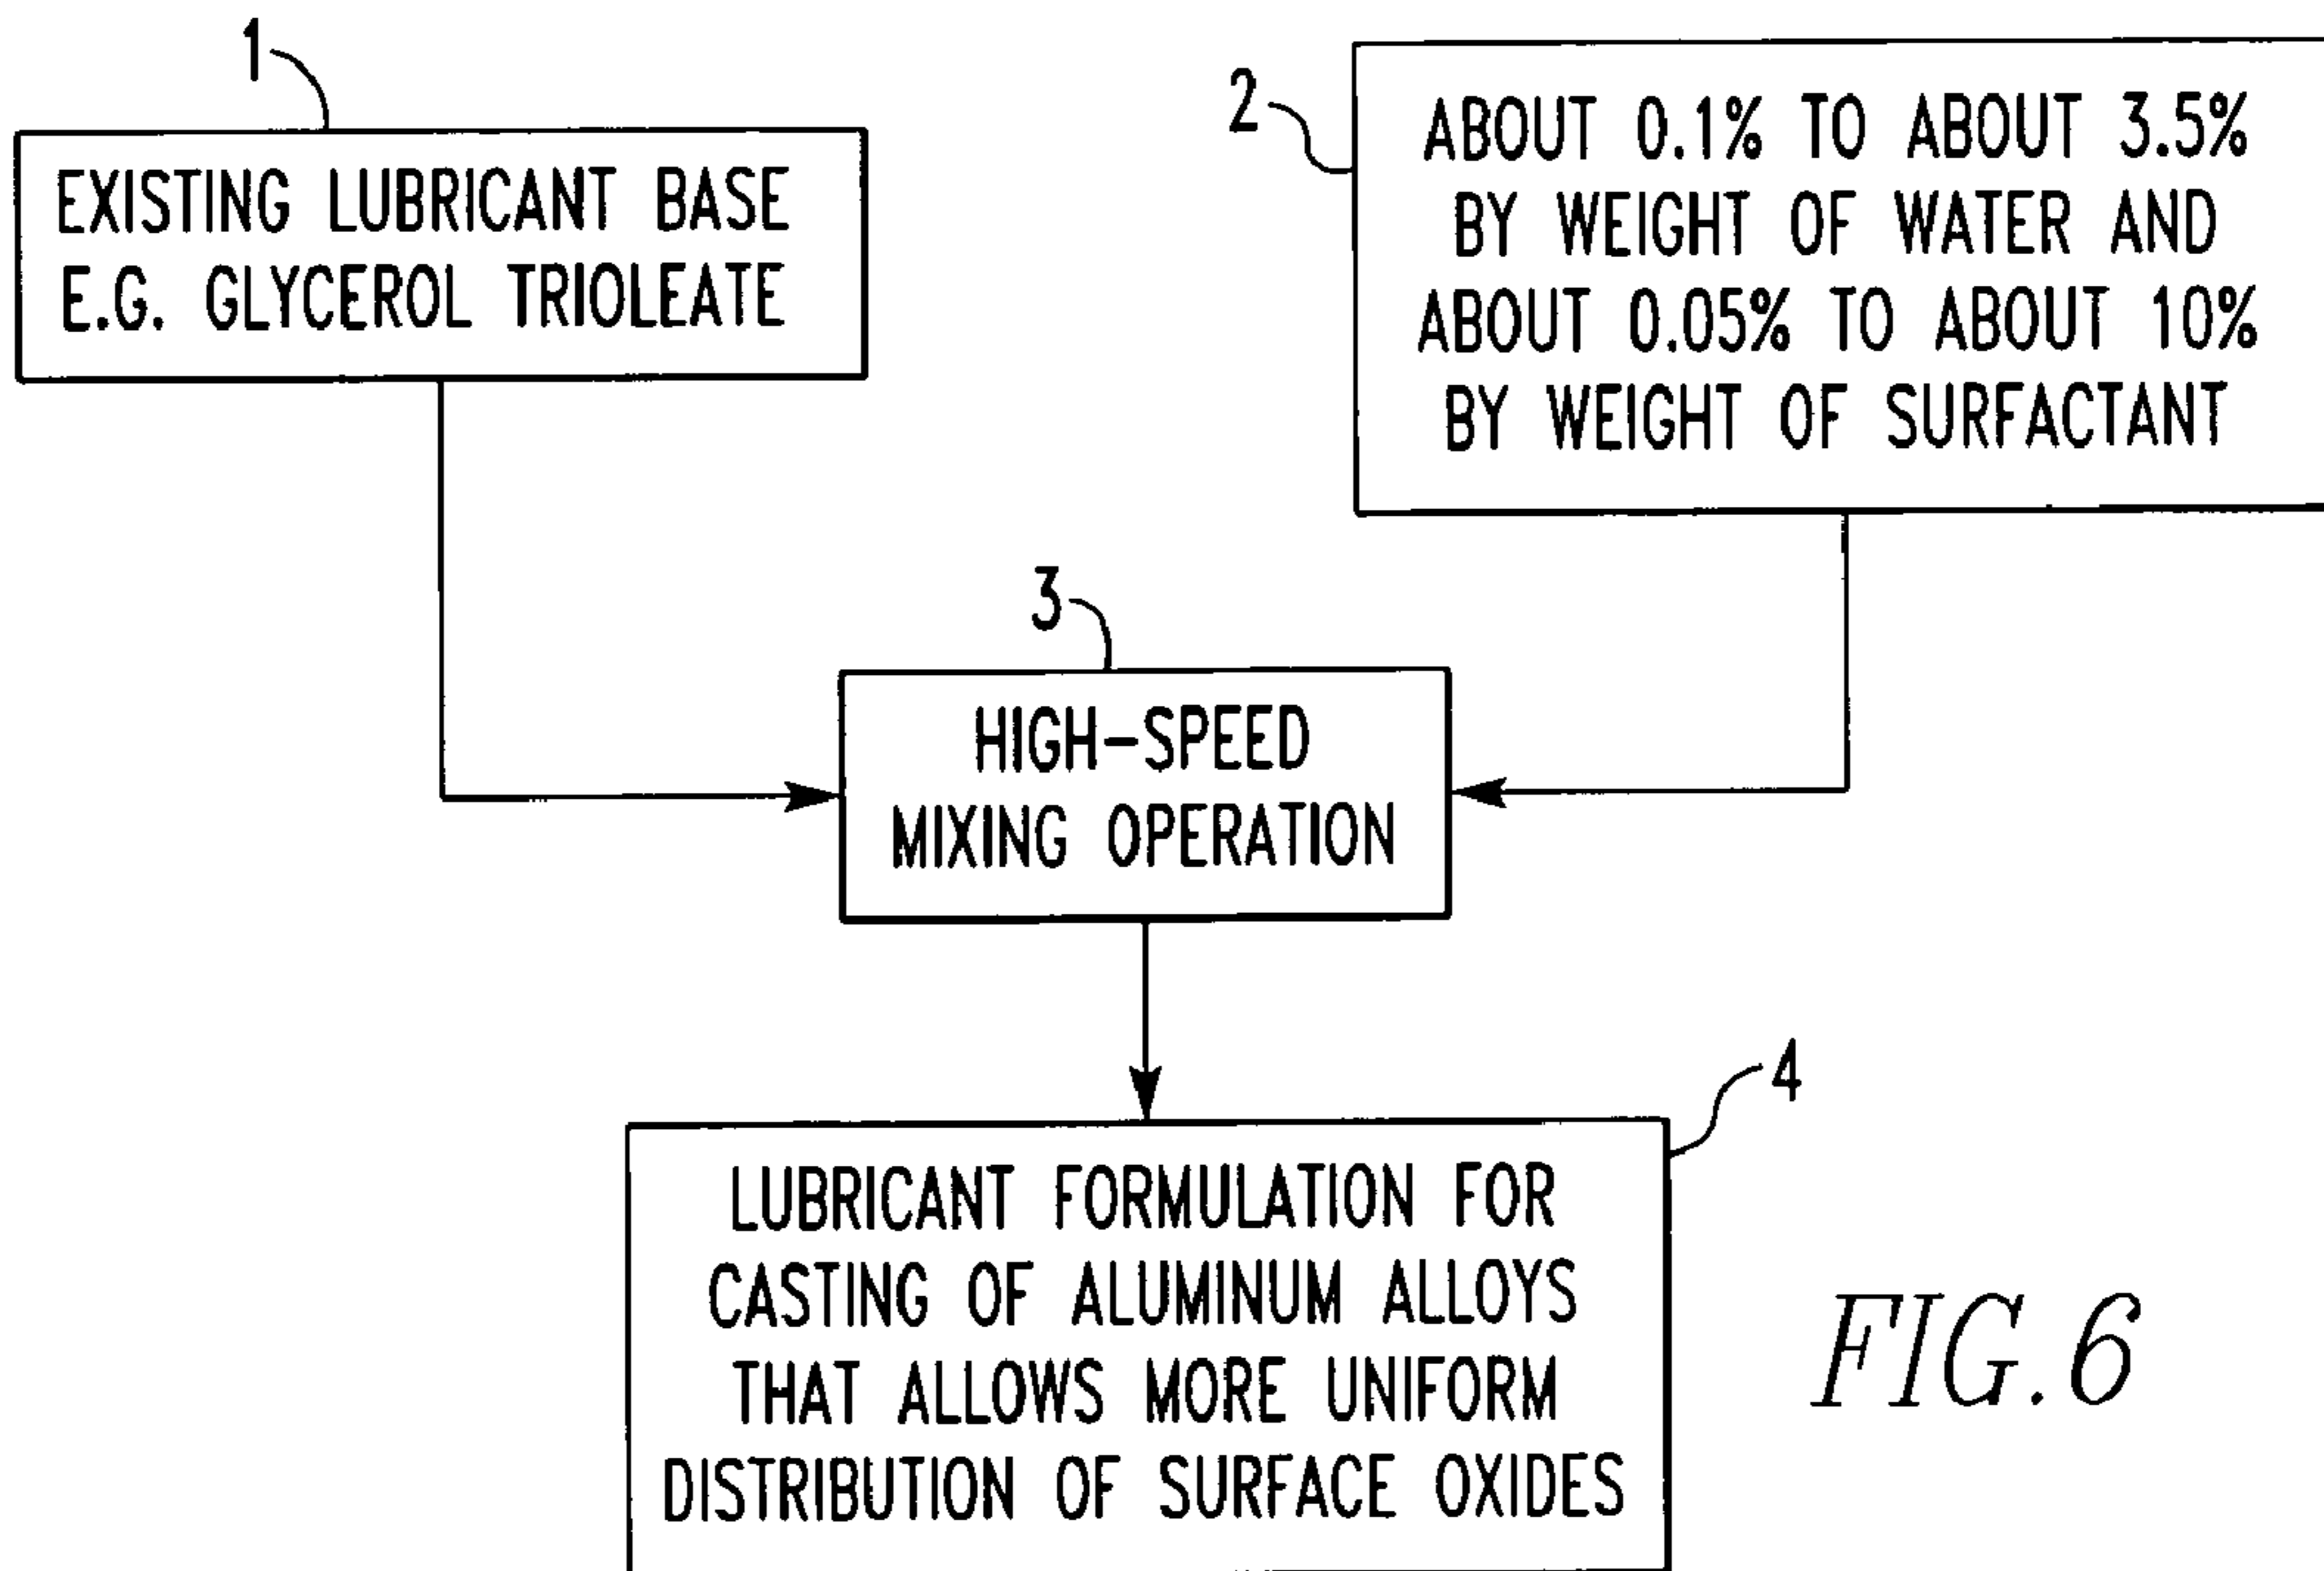 1
EXISTING LUBRICANT BASE
E.G. GLYCEROL TRIOLEATE
2
ABOUT 0.1% TO ABOUT 3.5%
BY WEIGHT OF WATER AND
ABOUT 0.05% TO ABOUT 10%
BY WEIGHT OF SURFACTANT
3
HIGH-SPEED
MIXING OPERATION
4
LUBRICANT FORMULATION FOR
CASTING OF ALUMINUM ALLOYS
THAT ALLOWS MORE UNIFORM
DISTRIBUTION OF SURFACE OXIDES
FIG. 6